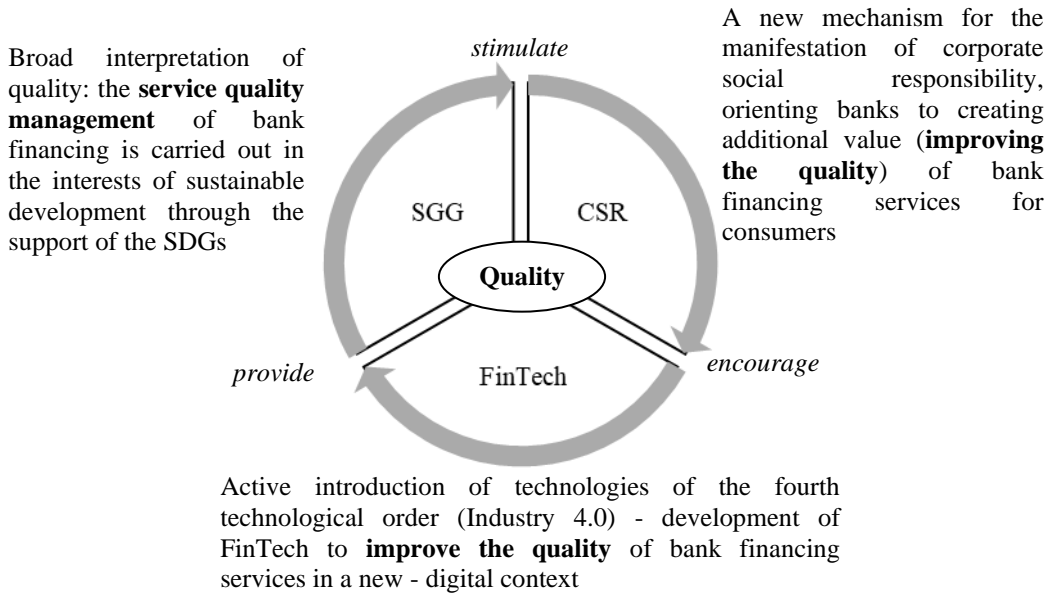 Broad interpretation of
quality: the service quality
management of bank
financing is carried out in
the interests of sustainable
development through the
support of the SDGs
stimulate
A new mechanism for the
manifestation of corporate
social responsibility,
orienting banks to creating
additional value (improving
the quality) of bank
financing services for
consumers
SGG
CSR
Quality
provide
FinTech
encourage
Active introduction of technologies of the fourth
technological order (Industry 4.0) - development of
FinTech to improve the quality of bank financing
services in a new - digital context